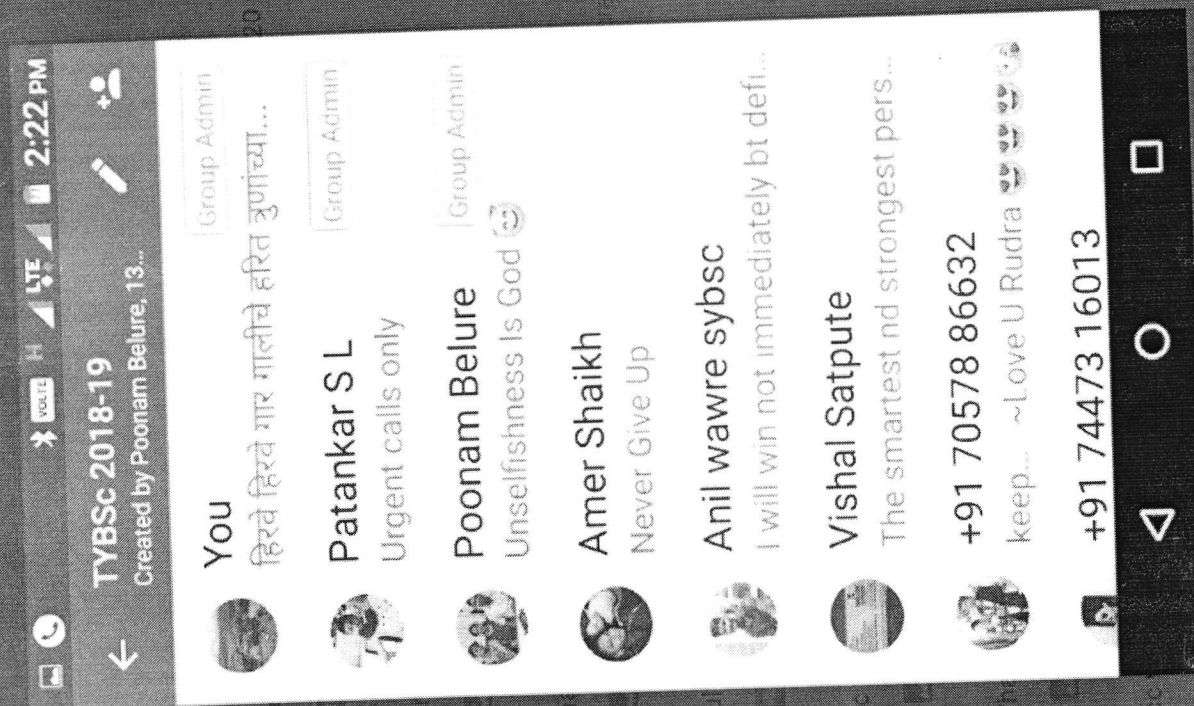 H LTE 2:22 PM
VOLTE
TYBSc 2018-19
Created by Poonam Belure, 13...
You
Group Admin
हिरवे हिरवे गार गालीचे हरित त्रुणांच्या...
Patankar S L
Group Admin
Urgent calls only
Poonam Belure
Group Admin
Unselfishness Is God 😇
Amer Shaikh
Never Give Up
Anil wawre sybsc
I will win not immediately bt defi...
Vishal Satpute
The smartest nd strongest pers...
+91 70578 86632
keep... ~Love U Rudra
+91 74473 16013